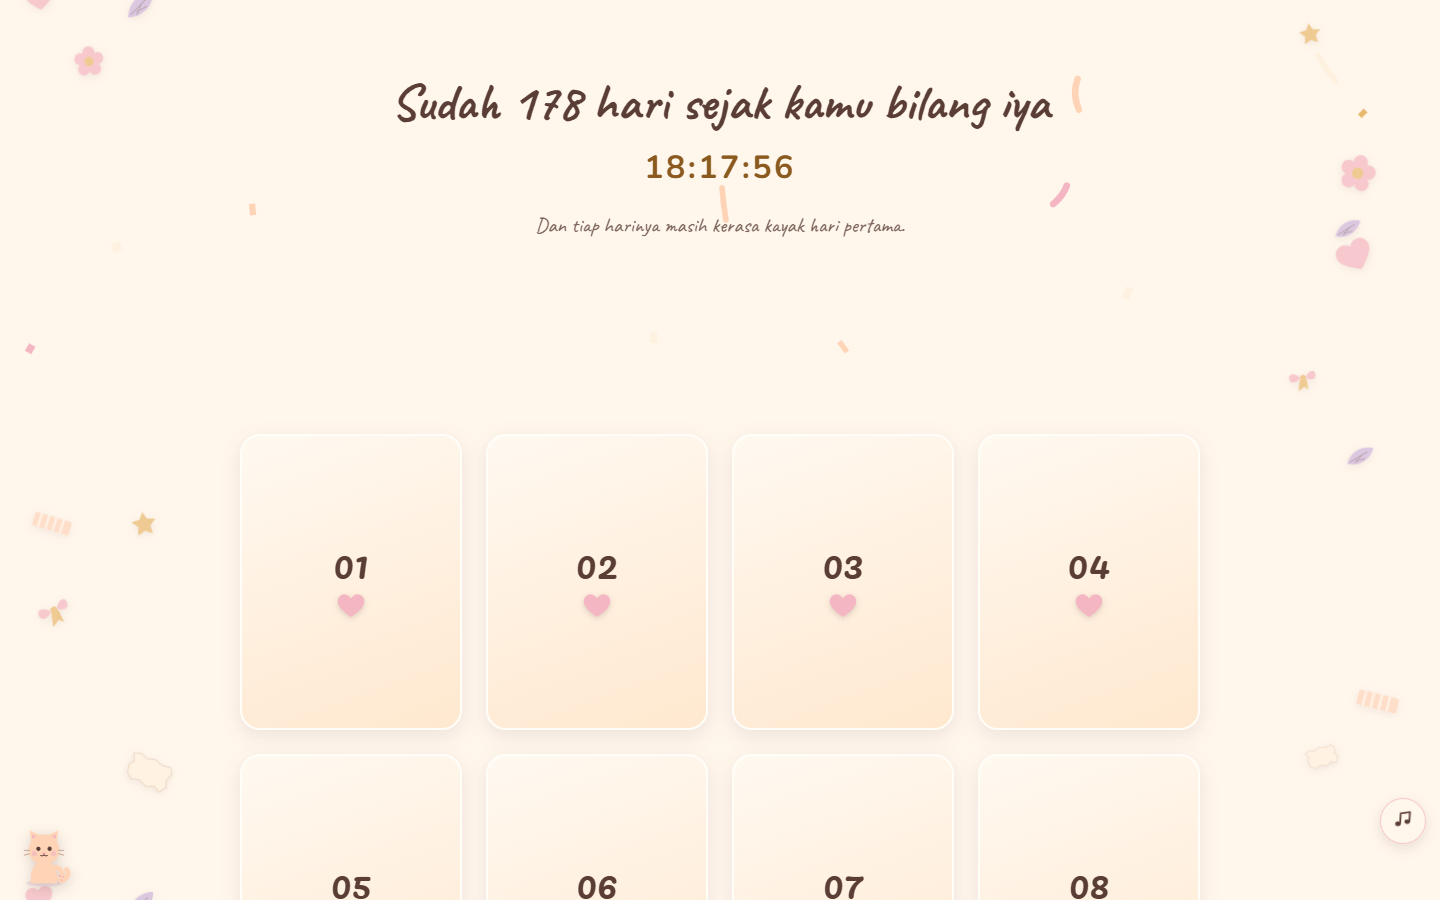 Sudah 178 hari sejak kamu bilang iya
18:17:56
Dan tiap harinya masih kerasa kayak hari pertama.
01 02 03 04
05 06 07 08